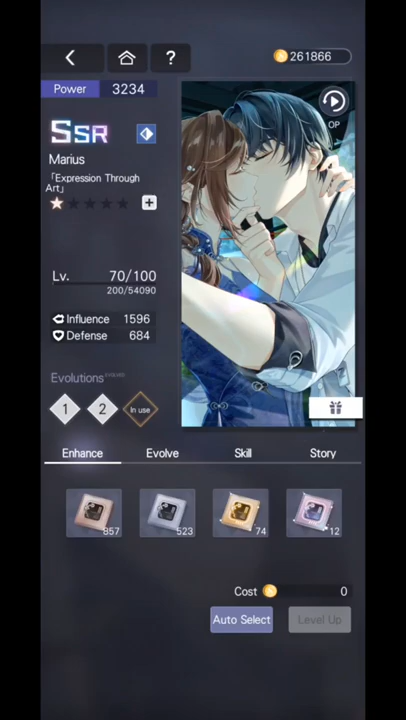 ?
261866
Power 3234
SSR
OP
Marius
「Expression Through
Art」
Lv. 70/100
200/54090
Influence 1596
Defense 684
Evolutions EVOLVED
1 2 In use
Enhance Evolve Skill Story
857 523 74 12
Cost 0
Auto Select Level Up